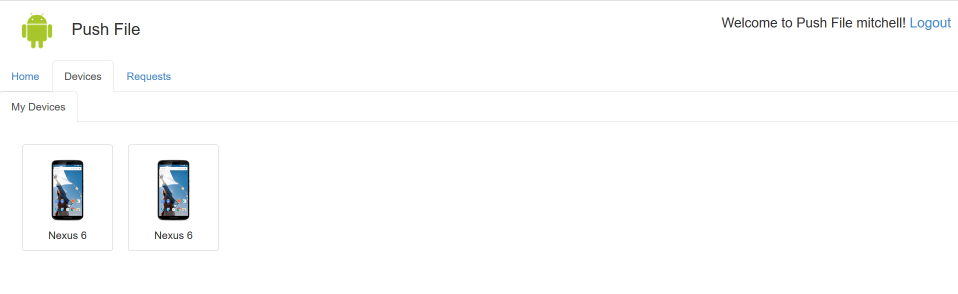 Push File
Welcome to Push File mitchell! Logout
Home Devices Requests
My Devices
Nexus 6 Nexus 6